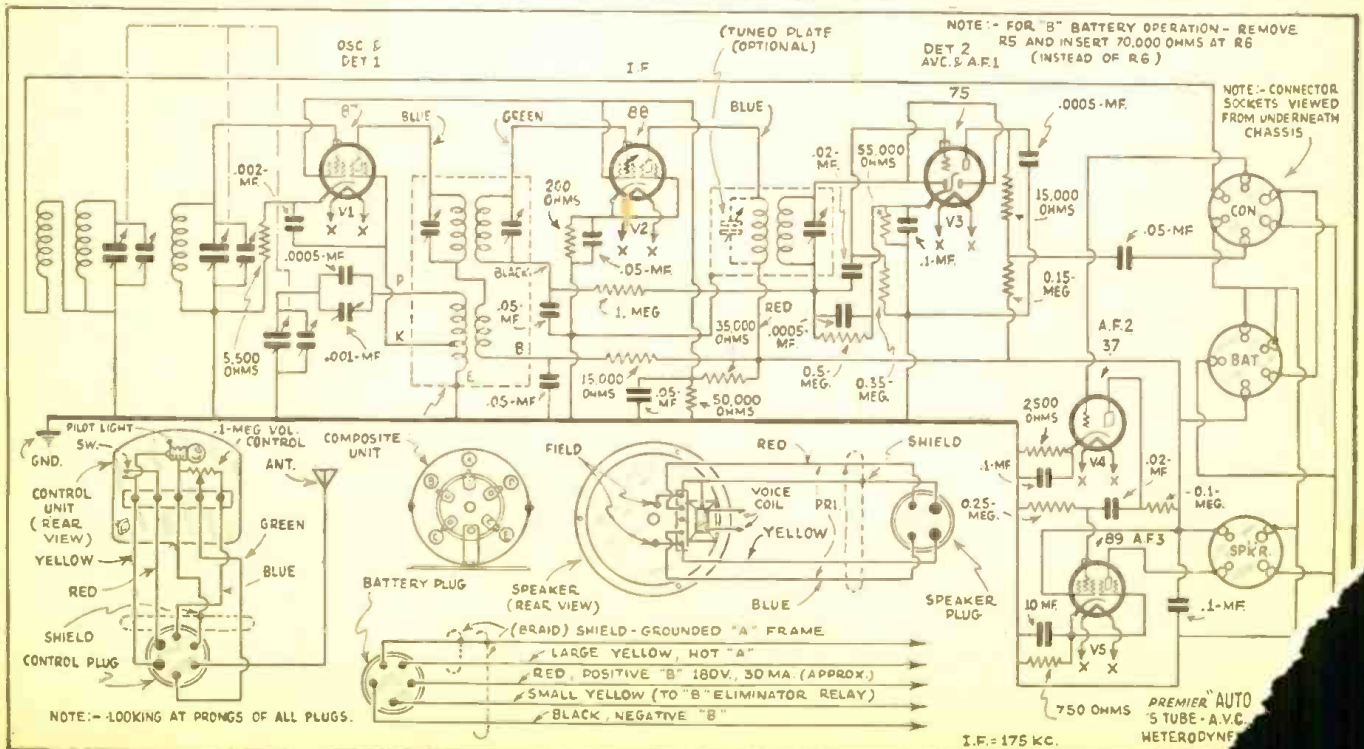 OSC &
DET 1
(TUNED PLATE
(OPTIONAL)
NOTE:- FOR "B" BATTERY OPERATION - REMOVE
R5 AND INSERT 70,000 OHMS AT R6
(INSTEAD OF R6)
DET 2
AVC. & A.F.1
I.F.
NOTE:- CONNECTOR
SOCKETS VIEWED
FROM UNDERNEATH
CHASSIS
BLUE
GREEN
88
BLUE
75
.0005-MF.
.002-
MF.
V1
X X
200
OHMS
V2
X X
.02-
MF.
55,000
OHMS
V3
X X
15,000
OHMS
CON
.0005-MF.
P
BLACK
.05-MF.
.1-MF.
.05-MF.
K
.05-
MF
1. MEG
RED
0.15-
MEG
5,500
OHMS
.001-MF
B
E
35,000
OHMS
.0005-
MF.
A.F.2
37
BAT
.05-MF
15,000
OHMS
.05-
MF
50,000
OHMS
0.5-
MEG.
0.35-
MEG.
2500
OHMS
GND.
PILOT LIGHT
SW.
.1-MEG VOL.
CONTROL
ANT.
COMPOSITE
UNIT
FIELD
RED
SHIELD
V4
X X
.1-MF
.02-
MF
CONTROL
UNIT
(REAR
VIEW)
VOICE
COIL
PRI.
0.25-
MEG.
0.1-
MEG.
GREEN
YELLOW
YELLOW
89 A.F.3
SPKR.
RED
BLUE
BATTERY PLUG
SPEAKER
(REAR VIEW)
BLUE
SPEAKER
PLUG
10 MF.
.1-MF.
SHIELD
(BRAID) SHIELD - GROUNDED "A" FRAME
V5
X X
CONTROL PLUG
LARGE YELLOW, HOT "A"
RED, POSITIVE "B" 180V., 30 MA. (APPROX.)
SMALL YELLOW (TO "B" ELIMINATOR RELAY)
BLACK, NEGATIVE "B"
750 OHMS
NOTE:- LOOKING AT PRONGS OF ALL PLUGS.
I.F. = 175 KC.
PREMIER" AUTO
5 TUBE - A.V.C.